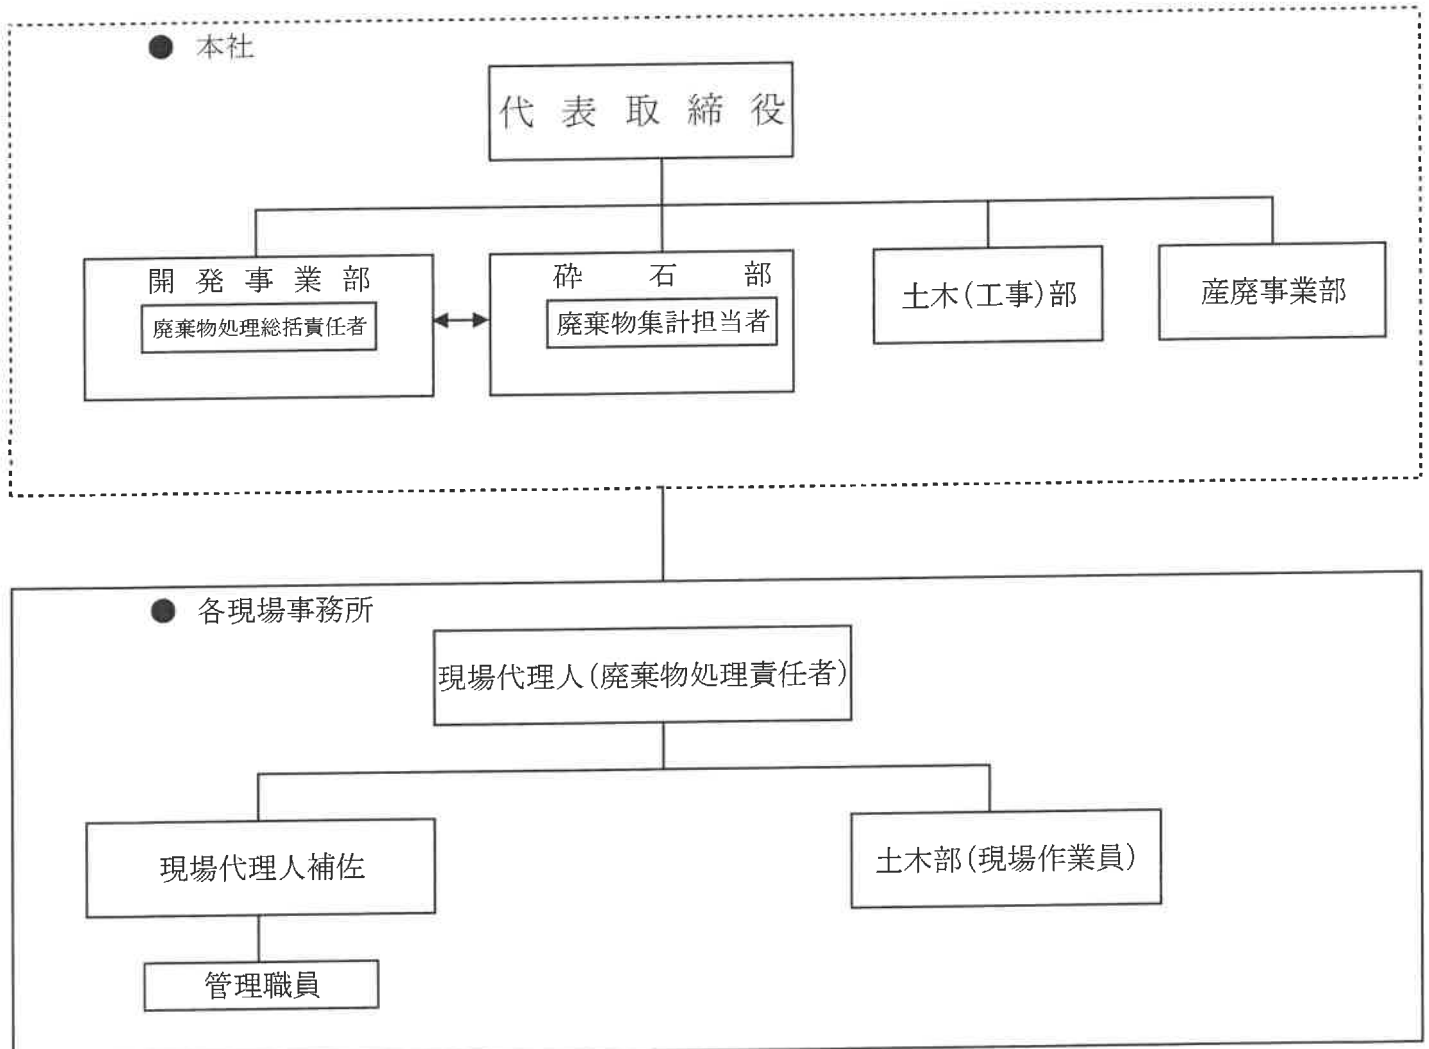 ● 本社
代表取締役
開発事業部
廃棄物処理総括責任者
砕石部
廃棄物集計担当者
土木(工事)部
産廃事業部
● 各現場事務所
現場代理人(廃棄物処理責任者)
現場代理人補佐
土木部(現場作業員)
管理職員